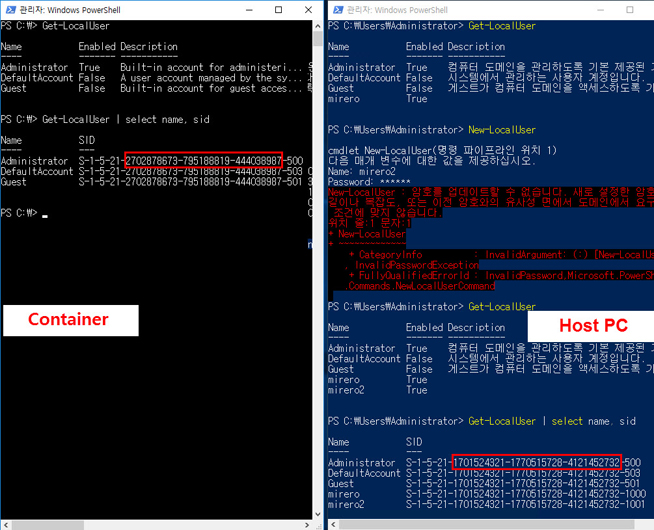 관리자: Windows PowerShell
PS C:\> Get-LocalUser
Name Enabled Description
---- ------- -----------
Administrator True Built-in account for administeri...
DefaultAccount False A user account managed by the sy...
Guest False Built-in account for guest acces...
PS C:\> Get-LocalUser | select name, sid
Name SID
---- ---
Administrator S-1-5-21-2702878673-795188819-444038987-500
DefaultAccount S-1-5-21-2702878673-795188819-444038987-503
Guest S-1-5-21-2702878673-795188819-444038987-501
PS C:\>
Container
관리자: Windows PowerShell
PS C:\Users\Administrator> Get-LocalUser
Name Enabled Description
---- ------- -----------
Administrator True 컴퓨터 도메인을 관리하도록 기본 제공된
DefaultAccount False 시스템에서 관리하는 사용자 계정입니다.
Guest False 게스트가 컴퓨터 도메인을 액세스하도록
mirero True
PS C:\Users\Administrator> New-LocalUser
cmdlet New-LocalUser(명령 파이프라인 위치 1)
다음 매개 변수에 대한 값을 제공하십시오.
Name: mirero2
Password: ******
New-LocalUser : 암호를 업데이트할 수 없습니다. 새로 설정한 암호
길이나 복잡도, 또는 이전 암호와의 유사성 면에서 도메인에서 요구
조건에 맞지 않습니다.
위치 줄:1 문자:1
+ New-LocalUser
+ ~~~~~~~~~~~~~
+ CategoryInfo : InvalidArgument: (:) [New-LocalUs
, InvalidPasswordException
+ FullyQualifiedErrorId : InvalidPassword,Microsoft.PowerSh
.Commands.NewLocalUserCommand
PS C:\Users\Administrator> Get-LocalUser
Name Enabled Description
---- ------- -----------
Administrator True 컴퓨터 도메인을 관리하도록 기본 제공된
DefaultAccount False 시스템에서 관리하는 사용자 계정입니다.
Guest False 게스트가 컴퓨터 도메인을 액세스하도록
mirero True
mirero2 True
Host PC
PS C:\Users\Administrator> Get-LocalUser | select name, sid
Name SID
---- ---
Administrator S-1-5-21-1701524321-1770515728-4121452732-500
DefaultAccount S-1-5-21-1701524321-1770515728-4121452732-503
Guest S-1-5-21-1701524321-1770515728-4121452732-501
mirero S-1-5-21-1701524321-1770515728-4121452732-1000
mirero2 S-1-5-21-1701524321-1770515728-4121452732-1001